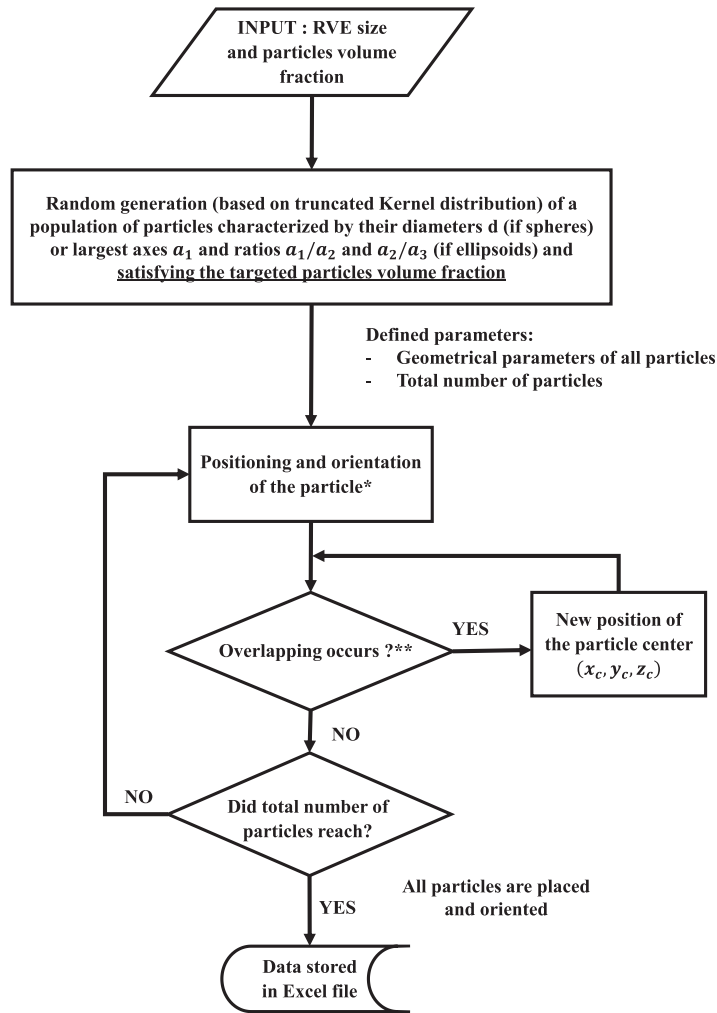 INPUT : RVE size
and particles volume
fraction
Random generation (based on truncated Kernel distribution) of a
population of particles characterized by their diameters d (if spheres)
or largest axes a₁ and ratios a₁/a₂ and a₂/a₃ (if ellipsoids) and
satisfying the targeted particles volume fraction
Defined parameters:
- Geometrical parameters of all particles
- Total number of particles
Positioning and orientation
of the particle*
Overlapping occurs ?**
YES
New position of
the particle center
(x_c, y_c, z_c)
NO
Did total number of
particles reach?
NO
YES
All particles are placed
and oriented
Data stored
in Excel file